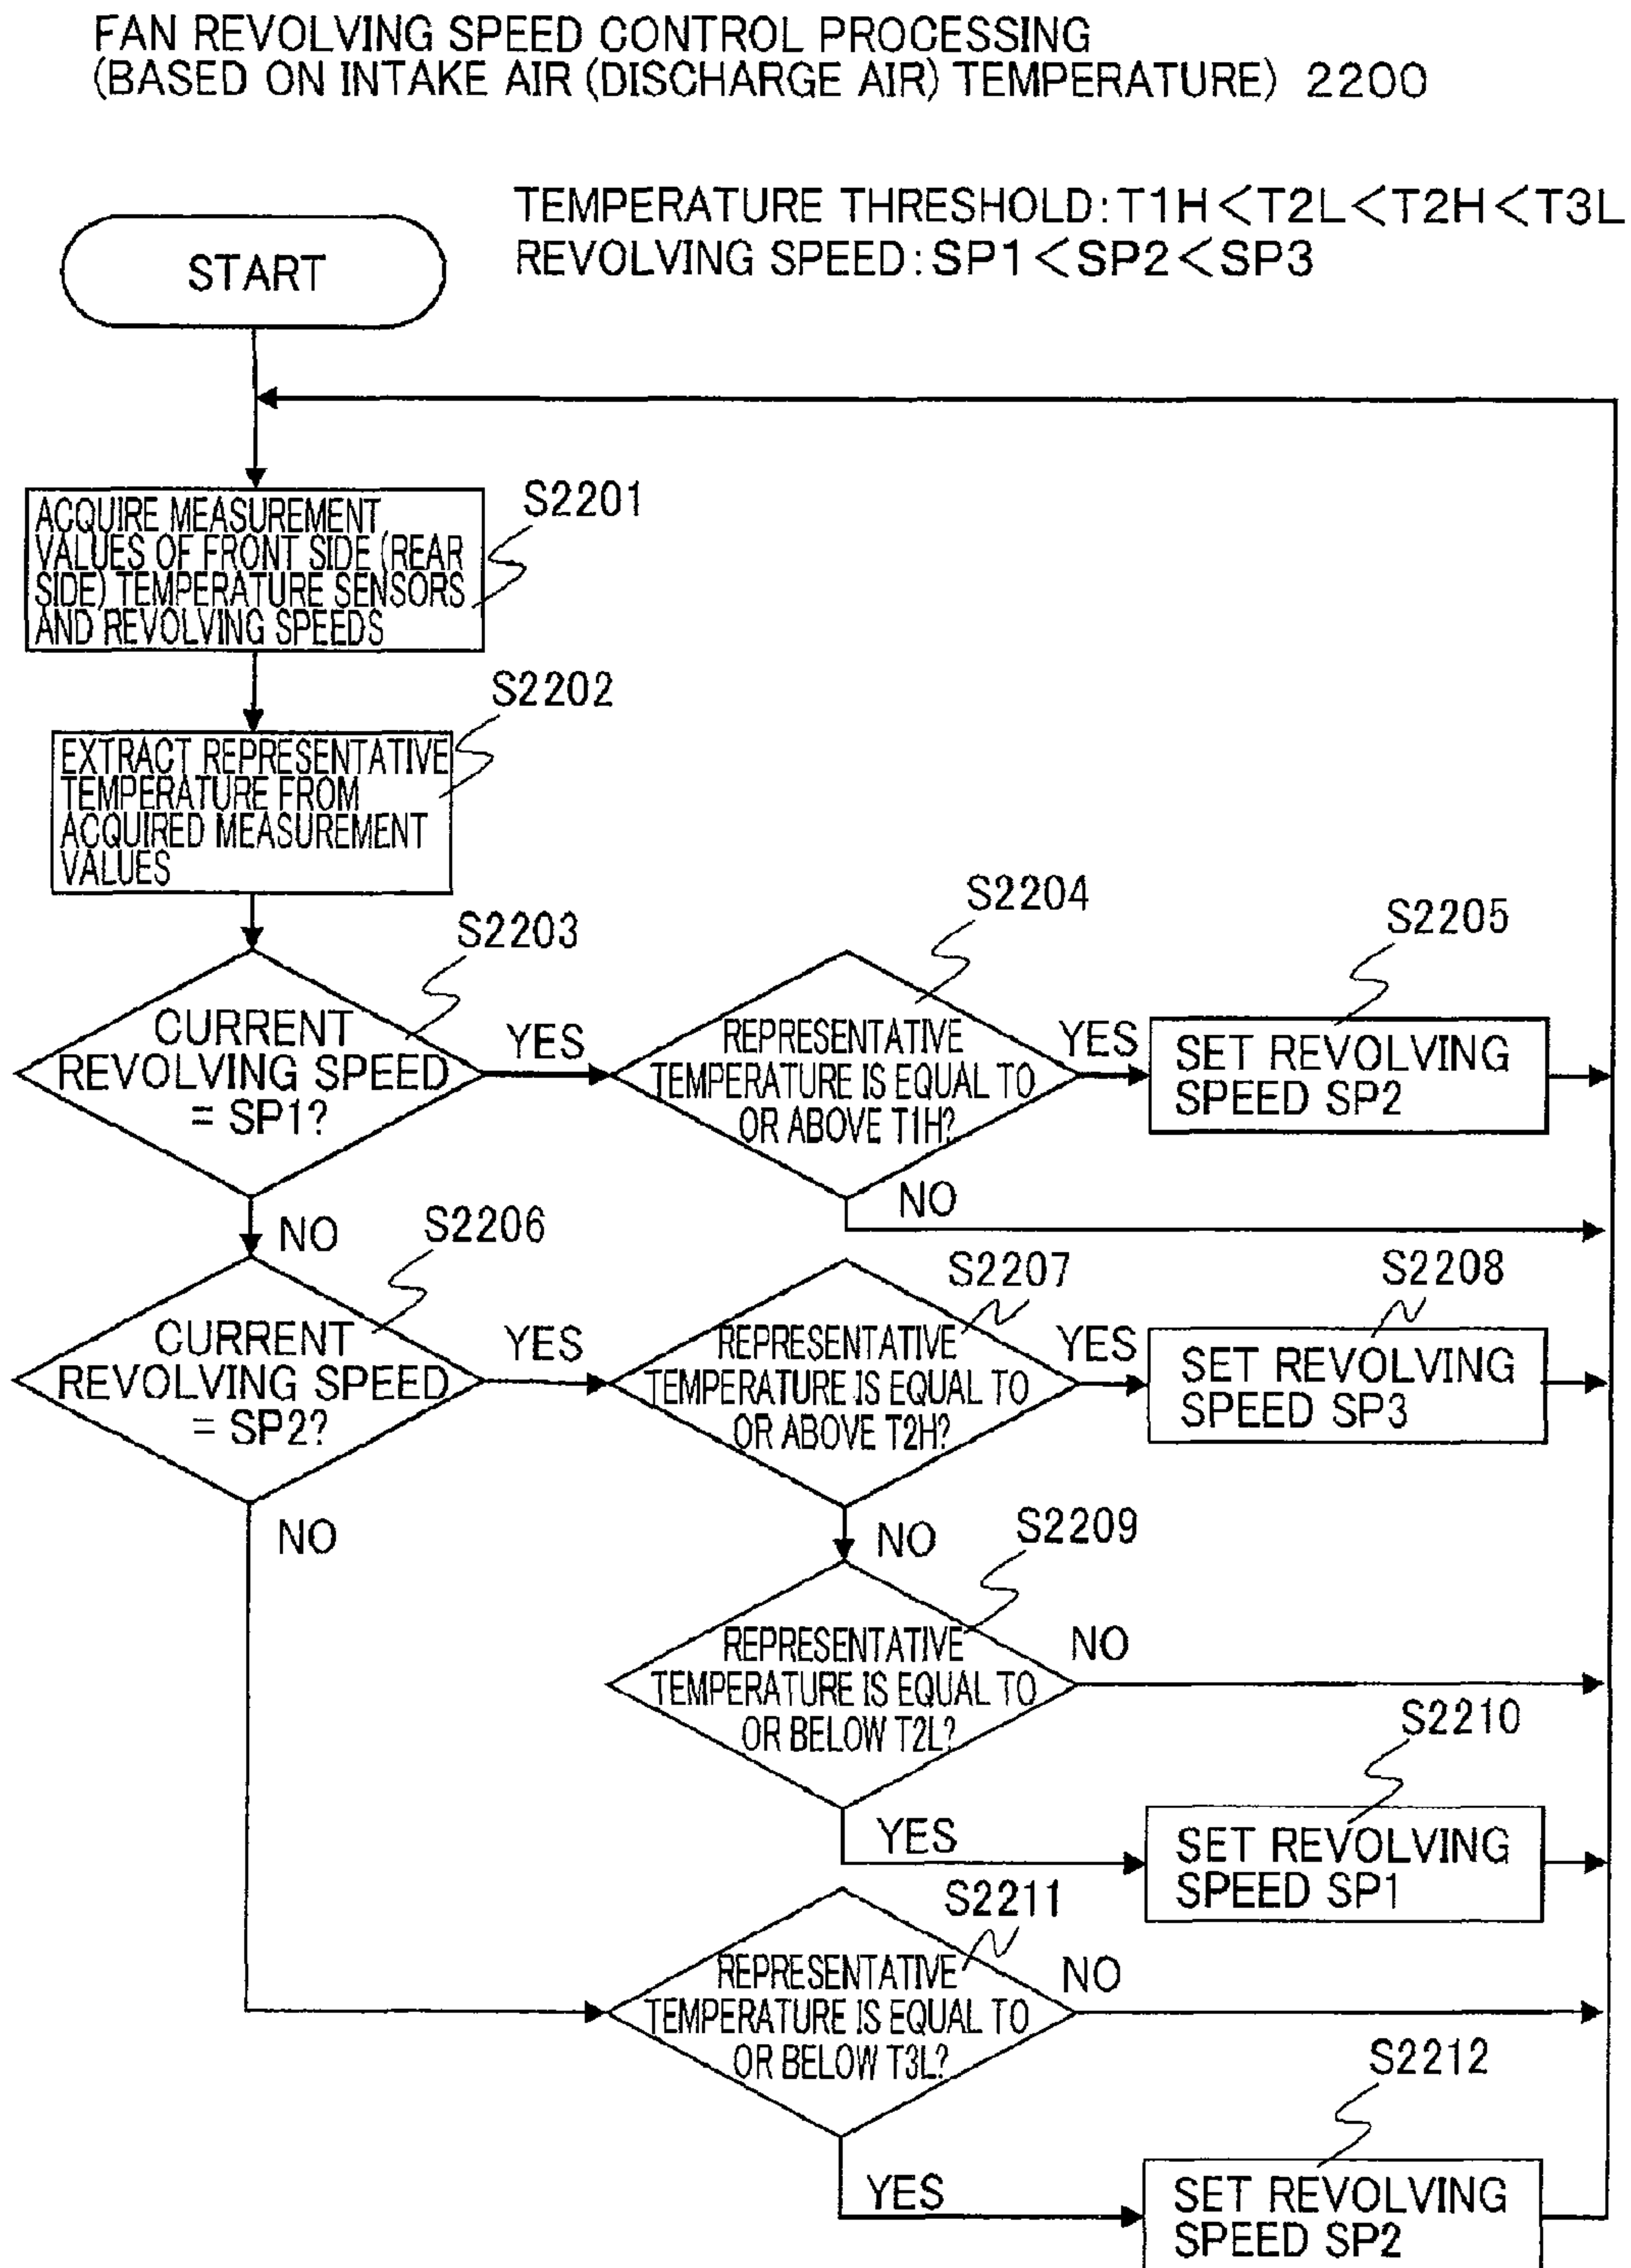 FAN REVOLVING SPEED CONTROL PROCESSING
(BASED ON INTAKE AIR (DISCHARGE AIR) TEMPERATURE) 2200
TEMPERATURE THRESHOLD: T1H<T2L<T2H<T3L
REVOLVING SPEED: SP1<SP2<SP3
START
S2201
ACQUIRE MEASUREMENT
VALUES OF FRONT SIDE (REAR
SIDE) TEMPERATURE SENSORS
AND REVOLVING SPEEDS
S2202
EXTRACT REPRESENTATIVE
TEMPERATURE FROM
ACQUIRED MEASUREMENT
VALUES
S2203
CURRENT
REVOLVING SPEED
= SP1?
YES
NO
S2204
REPRESENTATIVE
TEMPERATURE IS EQUAL TO
OR ABOVE T1H?
YES
NO
S2205
SET REVOLVING
SPEED SP2
S2206
CURRENT
REVOLVING SPEED
= SP2?
YES
NO
S2207
REPRESENTATIVE
TEMPERATURE IS EQUAL TO
OR ABOVE T2H?
YES
NO
S2208
SET REVOLVING
SPEED SP3
S2209
REPRESENTATIVE
TEMPERATURE IS EQUAL TO
OR BELOW T2L?
NO
YES
S2210
SET REVOLVING
SPEED SP1
S2211
REPRESENTATIVE
TEMPERATURE IS EQUAL TO
OR BELOW T3L?
NO
YES
S2212
SET REVOLVING
SPEED SP2